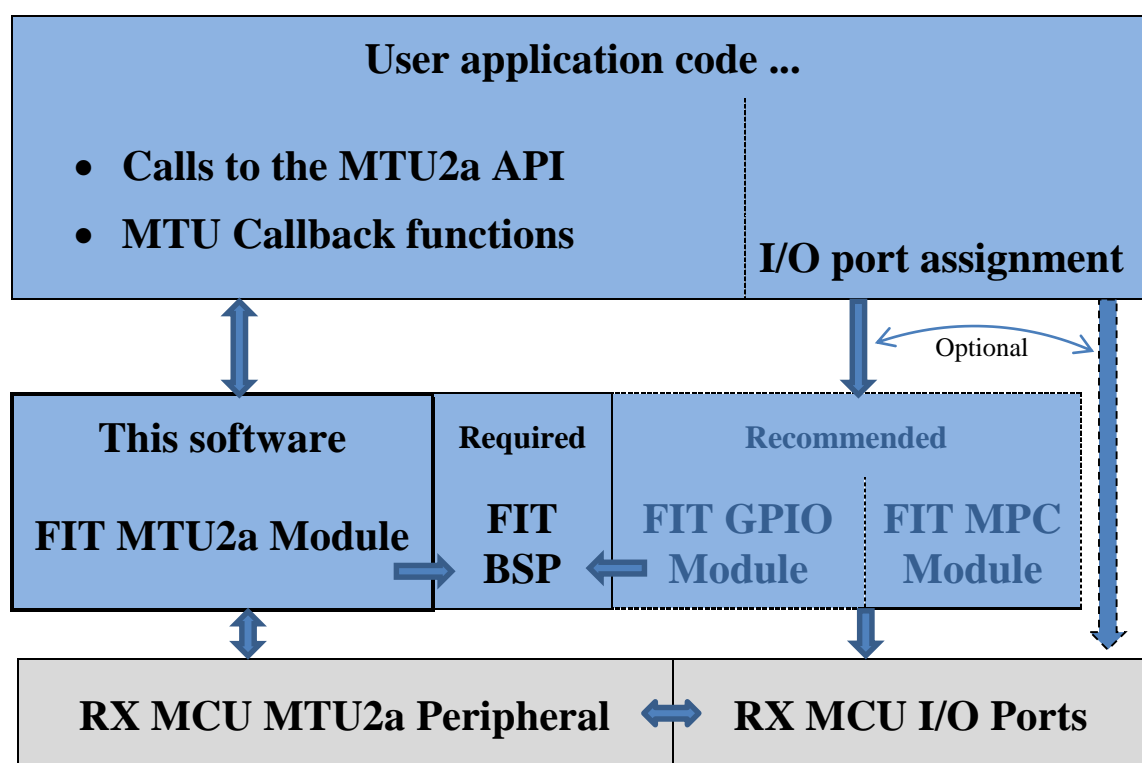 User application code ...
• Calls to the MTU2a API
• MTU Callback functions
I/O port assignment
Optional
This software
FIT MTU2a Module
Required
FIT
BSP
Recommended
FIT GPIO
Module
FIT MPC
Module
RX MCU MTU2a Peripheral
RX MCU I/O Ports